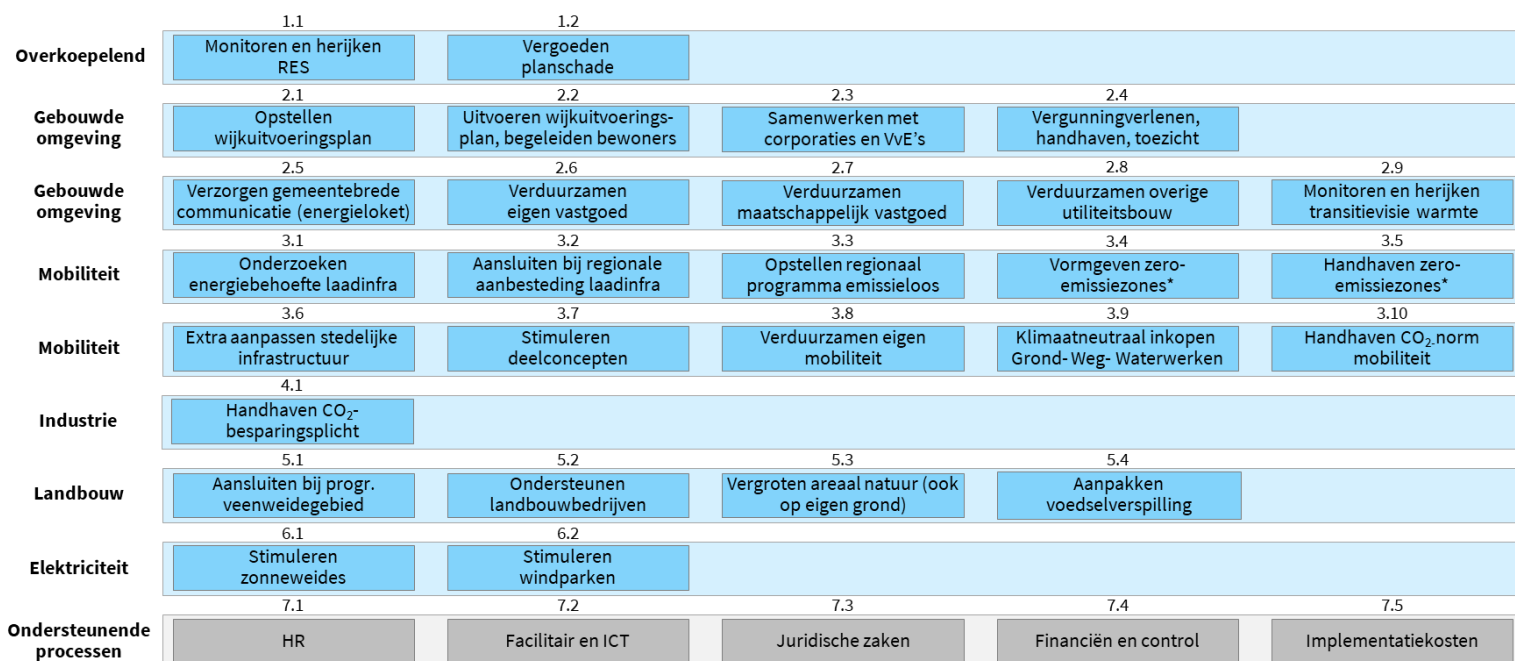 1.1 1.2
Overkoepelend
Monitoren en herijken
RES
Vergoeden
planschade
2.1 2.2 2.3 2.4
Gebouwde
omgeving
Opstellen
wijkuitvoeringsplan
Uitvoeren wijkuitvoerings-
plan, begeleiden bewoners
Samenwerken met
corporaties en VvE’s
Vergunningverlenen,
handhaven, toezicht
2.5 2.6 2.7 2.8 2.9
Gebouwde
omgeving
Verzorgen gemeentebrede
communicatie (energieloket)
Verduurzamen
eigen vastgoed
Verduurzamen
maatschappelijk vastgoed
Verduurzamen overige
utiliteitsbouw
Monitoren en herijken
transitievisie warmte
3.1 3.2 3.3 3.4 3.5
Mobiliteit
Onderzoeken
energiebehoefte laadinfra
Aansluiten bij regionale
aanbesteding laadinfra
Opstellen regionaal
programma emissieloos
Vormgeven zero-
emissiezones*
Handhaven zero-
emissiezones*
3.6 3.7 3.8 3.9 3.10
Mobiliteit
Extra aanpassen stedelijke
infrastructuur
Stimuleren
deelconcepten
Verduurzamen eigen
mobiliteit
Klimaatneutraal inkopen
Grond- Weg- Waterwerken
Handhaven CO₂-norm
mobiliteit
4.1
Industrie
Handhaven CO₂-
besparingsplicht
5.1 5.2 5.3 5.4
Landbouw
Aansluiten bij progr.
veenweidegebied
Ondersteunen
landbouwbedrijven
Vergroten areaal natuur (ook
op eigen grond)
Aanpakken
voedselverspilling
6.1 6.2
Elektriciteit
Stimuleren
zonneweides
Stimuleren
windparken
7.1 7.2 7.3 7.4 7.5
Ondersteunende
processen
HR
Facilitair en ICT
Juridische zaken
Financiën en control
Implementatiekosten